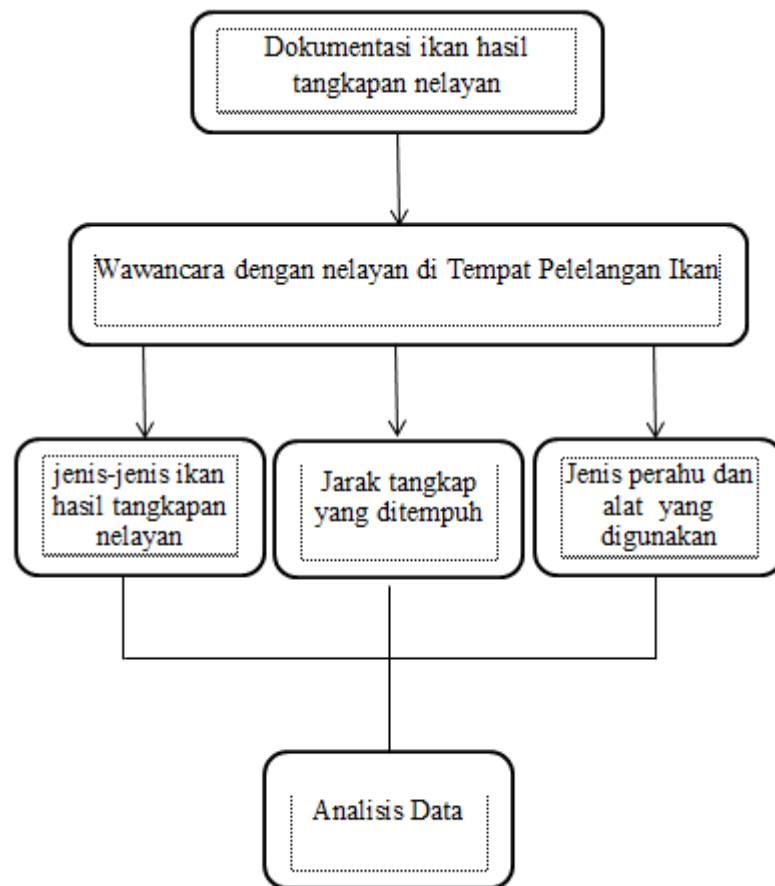 Dokumentasi ikan hasil
tangkapan nelayan
Wawancara dengan nelayan di Tempat Pelelangan Ikan
jenis-jenis ikan
hasil tangkapan
nelayan
Jarak tangkap
yang ditempuh
Jenis perahu dan
alat yang
digunakan
Analisis Data